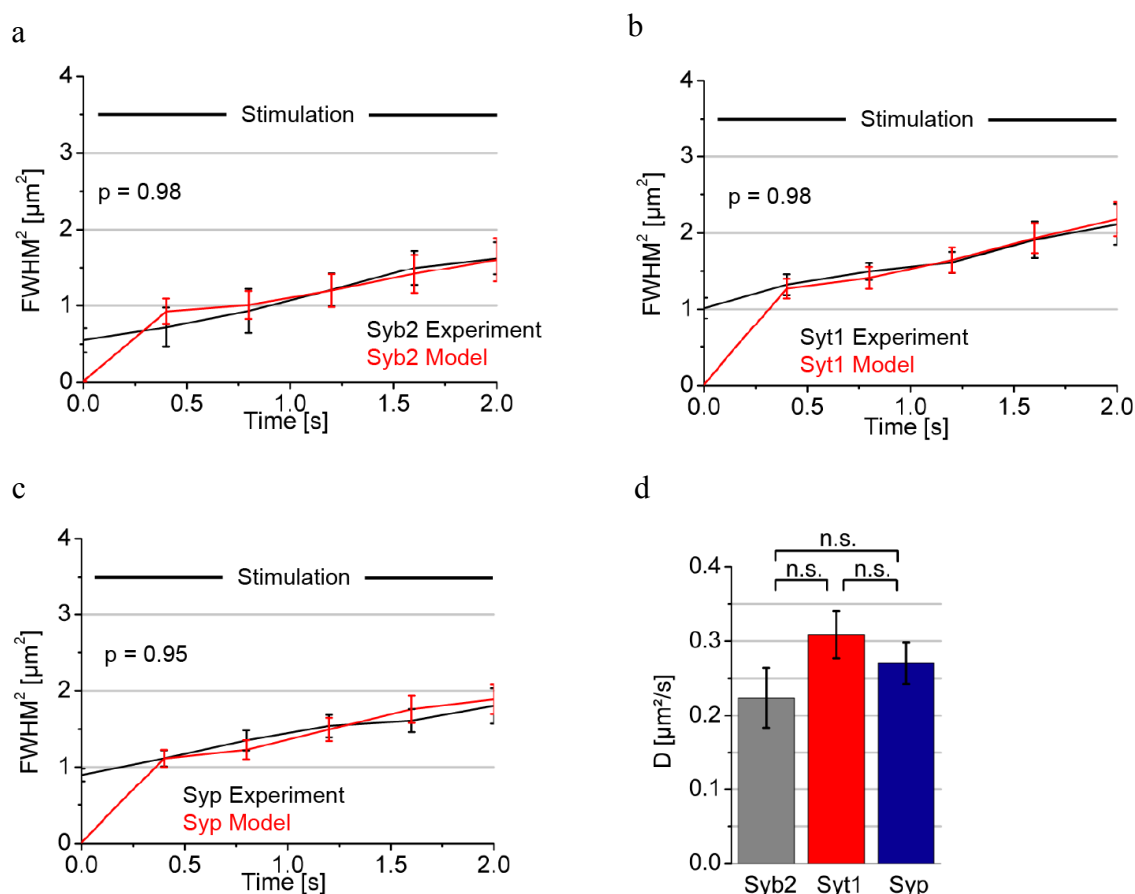 a
4
3
2
1
0
FWHM² [µm²]
Stimulation
p = 0.98
Syb2 Experiment
Syb2 Model
0.0 0.5 1.0 1.5 2.0
Time [s]
b
4
3
2
1
0
FWHM² [µm²]
Stimulation
p = 0.98
Syt1 Experiment
Syt1 Model
0.0 0.5 1.0 1.5 2.0
Time [s]
c
4
3
2
1
0
FWHM² [µm²]
Stimulation
p = 0.95
Syp Experiment
Syp Model
0.0 0.5 1.0 1.5 2.0
Time [s]
d
n.s.
n.s. n.s.
0.4
0.3
0.2
0.1
0.0
D [µm²/s]
Syb2 Syt1 Syp